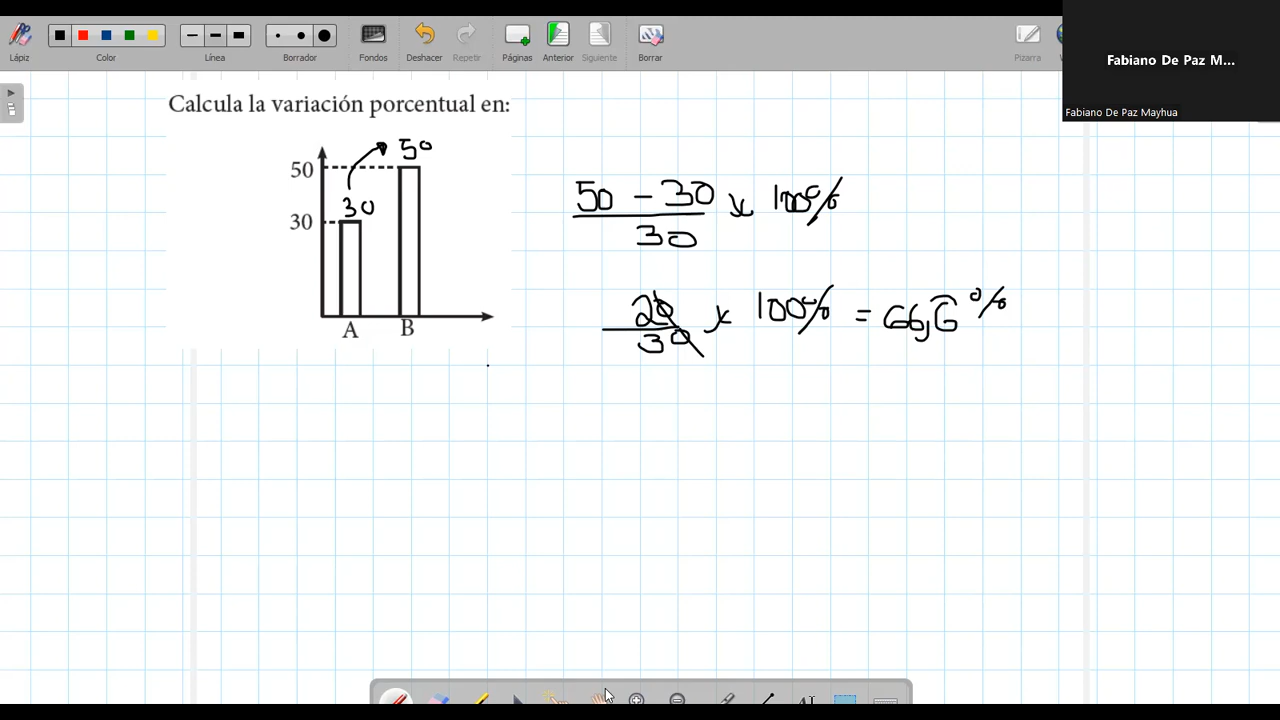 Lápiz Color Línea Borrador Fondos Deshacer Repetir Páginas Anterior Siguiente Borrar Pizarra
Fabiano De Paz M...
Fabiano De Paz Mayhua
Calcula la variación porcentual en:
50
30
30
50
A B
50 - 30 x 100%
30
20 x 100% = 66,6 %
30